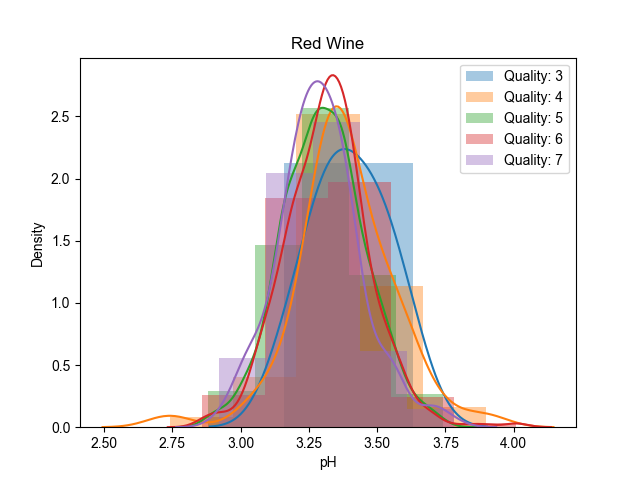 Red Wine
Quality: 3
Quality: 4
Quality: 5
Quality: 6
Quality: 7
Density
2.5
2.0
1.5
1.0
0.5
0.0
2.50 2.75 3.00 3.25 3.50 3.75 4.00
pH